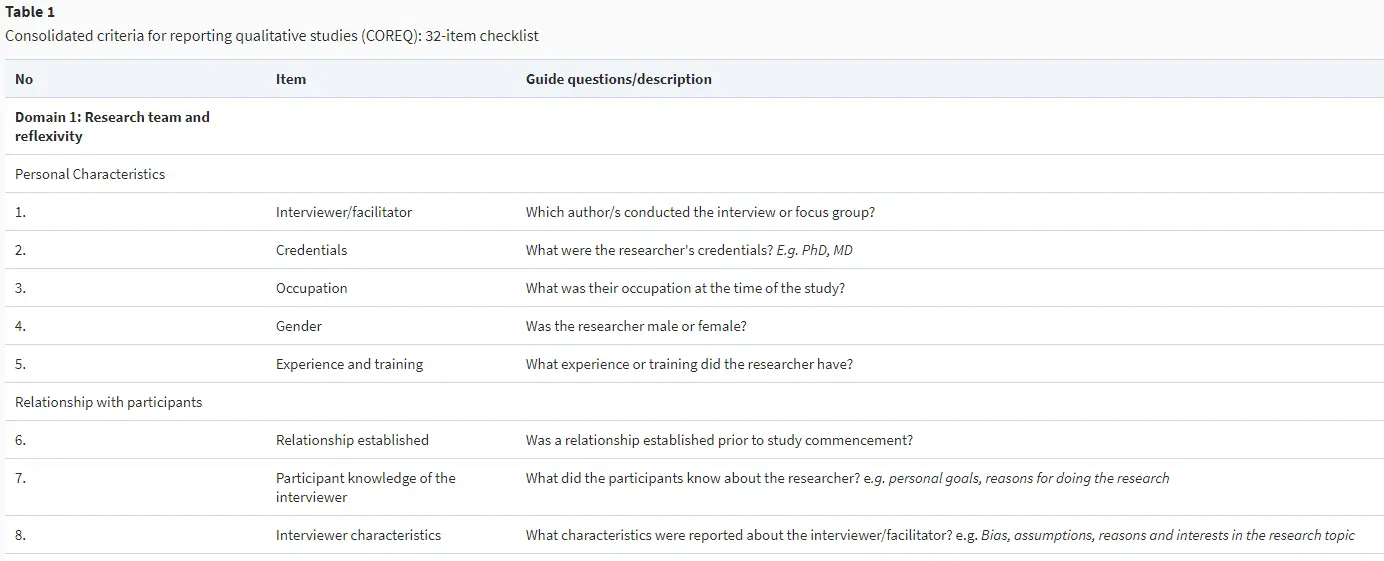 Table 1
Consolidated criteria for reporting qualitative studies (COREQ): 32-item checklist
No Item Guide questions/description
Domain 1: Research team and
reflexivity
Personal Characteristics
1. Interviewer/facilitator Which author/s conducted the interview or focus group?
2. Credentials What were the researcher's credentials? E.g. PhD, MD
3. Occupation What was their occupation at the time of the study?
4. Gender Was the researcher male or female?
5. Experience and training What experience or training did the researcher have?
Relationship with participants
6. Relationship established Was a relationship established prior to study commencement?
7. Participant knowledge of the What did the participants know about the researcher? e.g. personal goals, reasons for doing the research
interviewer
8. Interviewer characteristics What characteristics were reported about the interviewer/facilitator? e.g. Bias, assumptions, reasons and interests in the research topic